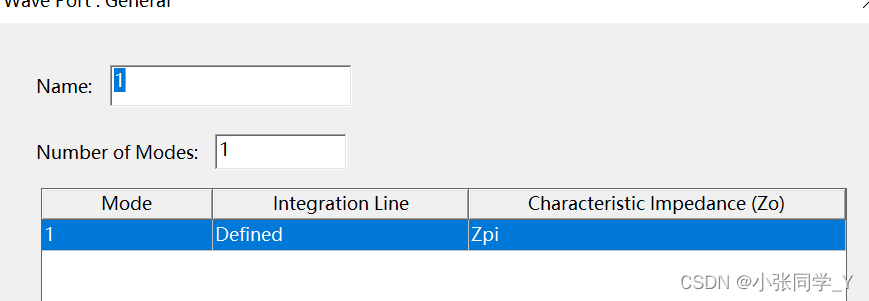 Wave Port : General
Name: 1
Number of Modes: 1
Mode Integration Line Characteristic Impedance (Zo)
1 Defined Zpi
CSDN @小张同学_Y